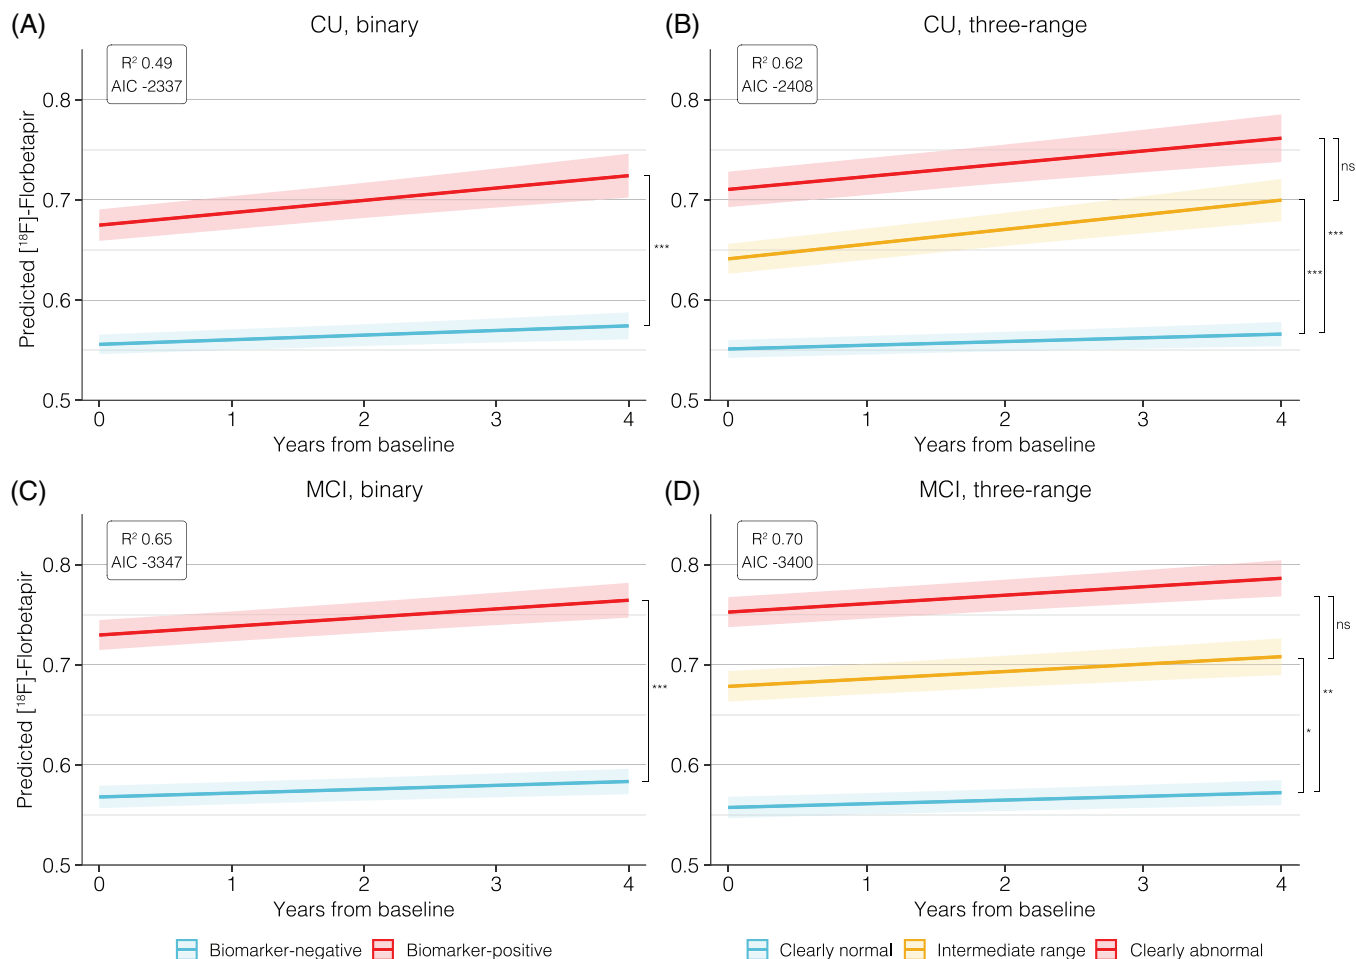 (A)
CU, binary
R² 0.49
AIC -2337
Predicted [¹⁸F]-Florbetapir
0.8
0.7
0.6
0.5
***
0 1 2 3 4
Years from baseline
(B)
CU, three-range
R² 0.62
AIC -2408
0.8
0.7
0.6
0.5
ns
***
***
0 1 2 3 4
Years from baseline
(C)
MCI, binary
R² 0.65
AIC -3347
Predicted [¹⁸F]-Florbetapir
0.8
0.7
0.6
0.5
***
0 1 2 3 4
Years from baseline
(D)
MCI, three-range
R² 0.70
AIC -3400
0.8
0.7
0.6
0.5
ns
**
*
0 1 2 3 4
Years from baseline
Biomarker-negative Biomarker-positive
Clearly normal Intermediate range Clearly abnormal